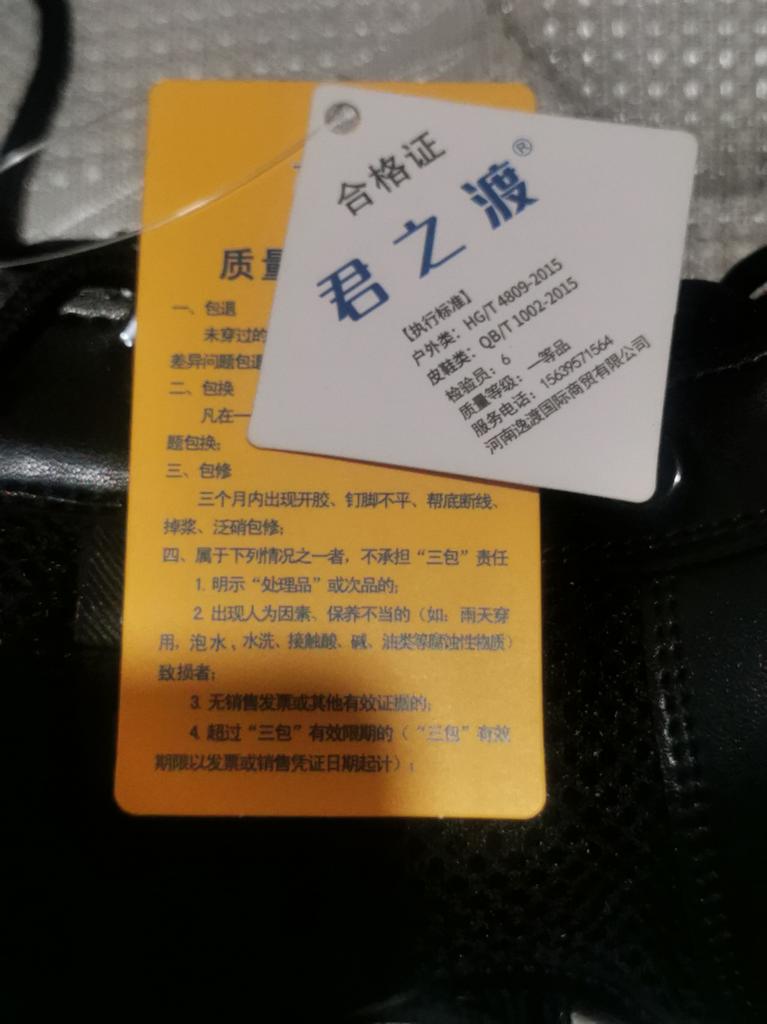 合格证
君之渡®
【执行标准】
户外类：HG/T 4809-2015
皮鞋类：QB/T 1002-2015
检验员：6
质量等级：一等品
服务电话：15639571564
河南逸渡国际商贸有限公司
质量
一、包退
未穿过的
差异问题包退
二、包换
凡在一
题包换；
三、包修
三个月内出现开胶、钉脚不平、帮底断线、
掉浆、泛硝包修；
四、属于下列情况之一者，不承担“三包”责任
1. 明示“处理品”或次品的；
2. 出现人为因素、保养不当的（如：雨天穿
用，泡水、水洗、接触酸、碱、油类等腐蚀性物质）
致损者；
3. 无销售发票或其他有效证据的；
4. 超过“三包”有效限期的（“三包”有效
期限以发票或销售凭证日期起计）；